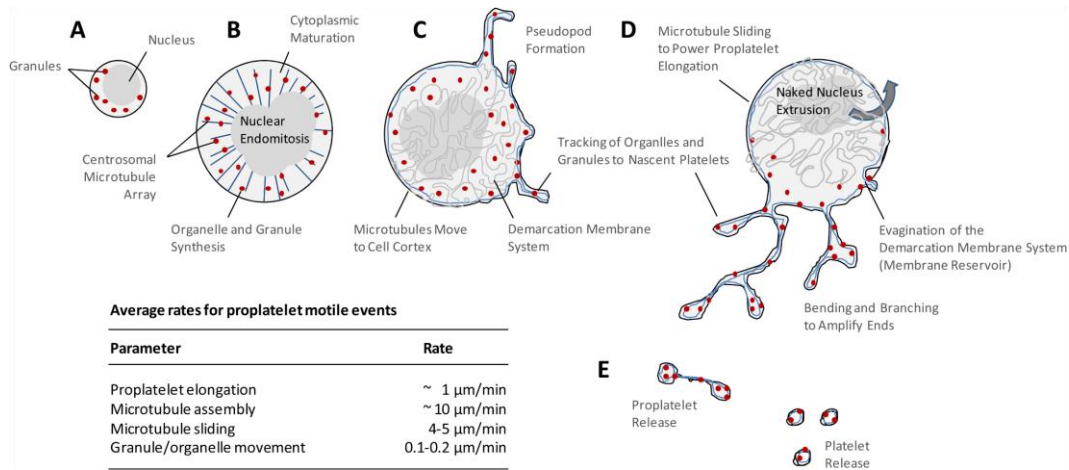 A
Nucleus
Granules
B
Cytoplasmic
Maturation
Nuclear
Endomitosis
Centrosomal
Microtubule
Array
Organelle and Granule
Synthesis
C
Pseudopod
Formation
Tracking of Organlles and
Granules to Nascent Platelets
Microtubules Move
to Cell Cortex
Demarcation Membrane
System
D
Microtubule Sliding
to Power Proplatelet
Elongation
Naked Nucleus
Extrusion
Evagination of the
Demarcation Membrane System
(Membrane Reservoir)
Bending and Branching
to Amplify Ends
Average rates for proplatelet motile events
Parameter Rate
Proplatelet elongation ~ 1 µm/min
Microtubule assembly ~ 10 µm/min
Microtubule sliding 4-5 µm/min
Granule/organelle movement 0.1-0.2 µm/min
E
Proplatelet
Release
Platelet
Release